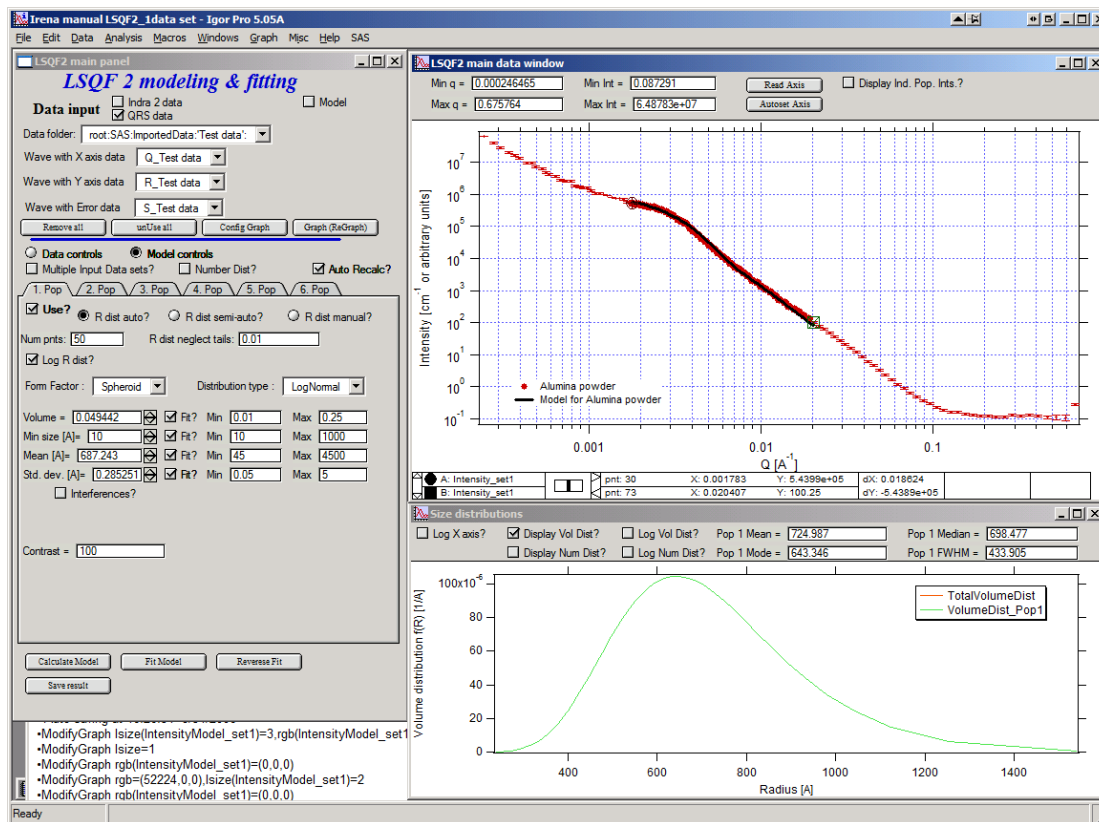 Irena manual LSQF2_1data set - Igor Pro 5.05A
File Edit Data Analysis Macros Windows Graph Misc Help SAS
LSQF2 main panel
LSQF 2 modeling & fitting
Data input
Indra 2 data
Model
QRS data
Data folder: root:SAS:ImportedData:'Test data':
Wave with X axis data Q_Test data
Wave with Y axis data R_Test data
Wave with Error data S_Test data
Remove all unUse all Config Graph Graph (ReGraph)
Data controls Model controls
Multiple Input Data sets? Number Dist? Auto Recalc?
1. Pop 2. Pop 3. Pop 4. Pop 5. Pop 6. Pop
Use? R dist auto? R dist semi-auto? R dist manual?
Num pnts: 50 R dist neglect tails: 0.01
Log R dist?
Form Factor : Spheroid Distribution type : LogNormal
Volume = 0.049442 Fit? Min 0.01 Max 0.25
Min size [A]= 10 Fit? Min 10 Max 1000
Mean [A]= 687.243 Fit? Min 45 Max 4500
Std. dev. [A]= 0.285251 Fit? Min 0.05 Max 5
Interferences?
Contrast = 100
Calculate Model Fit Model Reverese Fit
Save result
•ModifyGraph lsize(IntensityModel_set1)=3,rgb(IntensityModel_set1
•ModifyGraph lsize=1
•ModifyGraph rgb(IntensityModel_set1)=(0,0,0)
•ModifyGraph rgb=(52224,0,0),lsize(IntensityModel_set1)=2
•ModifyGraph rgb(IntensityModel_set1)=(0,0,0)
LSQF2 main data window
Min q = 0.000246465 Min Int = 0.087291 Read Axis Display Ind. Pop. Ints.?
Max q = 0.675764 Max Int = 6.48783e+07 Autoset Axis
Intensity [cm⁻¹ or arbitrary units]
10⁷
10⁶
10⁵
10⁴
10³
10²
10¹
10⁰
10⁻¹
Alumina powder
Model for Alumina powder
0.001 0.01 0.1
Q [A⁻¹]
A: Intensity_set1 pnt: 30 X: 0.001783 Y: 5.4399e+05 dX: 0.018624
B: Intensity_set1 pnt: 73 X: 0.020407 Y: 100.25 dY: -5.4389e+05
Size distributions
Log X axis? Display Vol Dist? Log Vol Dist? Pop 1 Mean = 724.987 Pop 1 Median = 698.477
Display Num Dist? Log Num Dist? Pop 1 Mode = 643.346 Pop 1 FWHM = 433.905
Volume distribution f(R) [1/A]
100x10⁻⁶
80
60
40
20
0
TotalVolumeDist
VolumeDist_Pop1
400 600 800 1000 1200 1400
Radius [A]
Ready